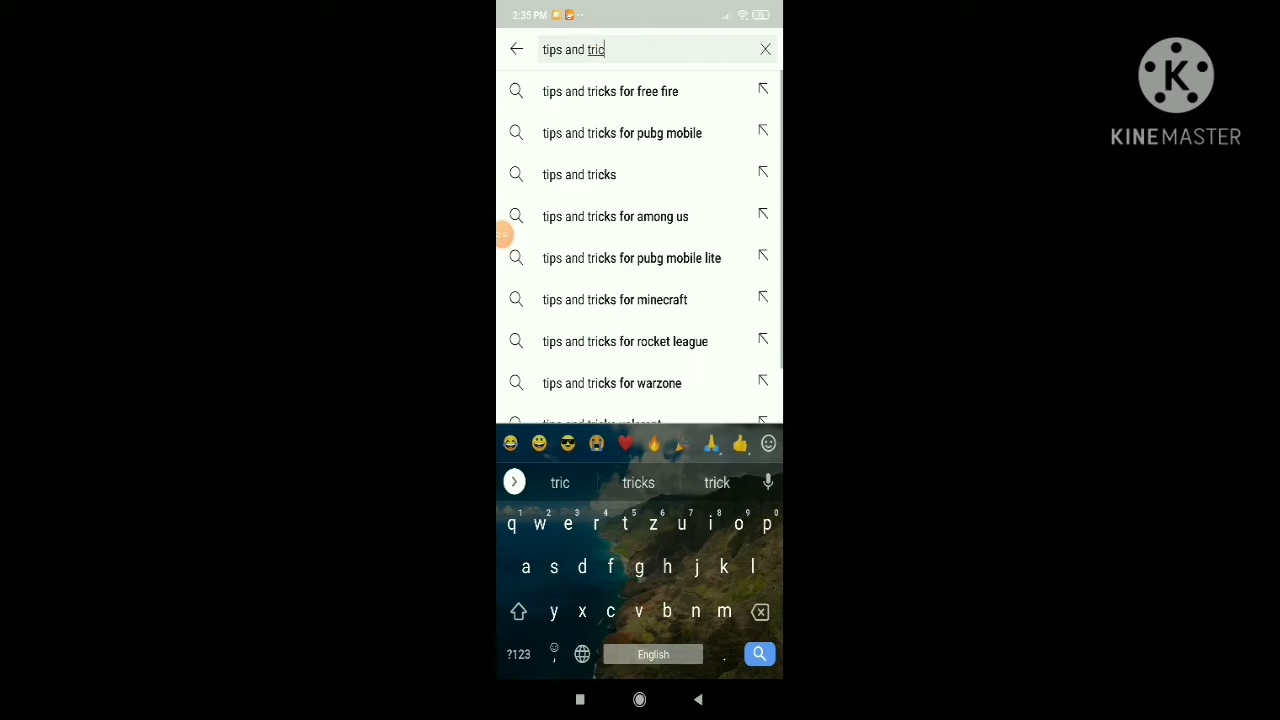 2:35 PM
tips and tric
tips and tricks for free fire
tips and tricks for pubg mobile
tips and tricks
tips and tricks for among us
tips and tricks for pubg mobile lite
tips and tricks for minecraft
tips and tricks for rocket league
tips and tricks for warzone
tric tricks trick
1 2 3 4 5 6 7 8 9 0
q w e r t z u i o p
a s d f g h j k l
y x c v b n m
?123 , English .
K
KINEMASTER